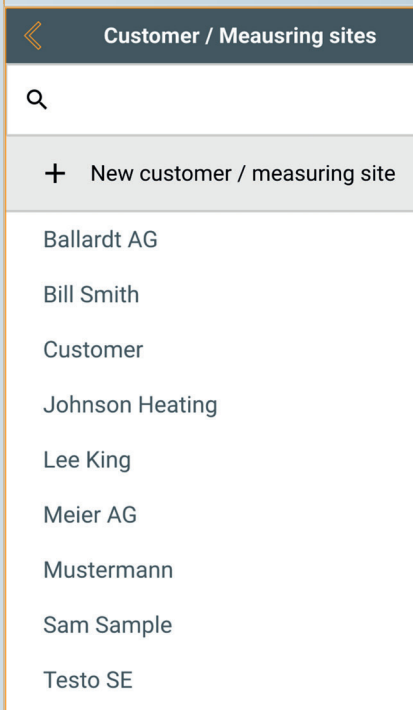 Customer / Meausring sites
New customer / measuring site
Ballardt AG
Bill Smith
Customer
Johnson Heating
Lee King
Meier AG
Mustermann
Sam Sample
Testo SE